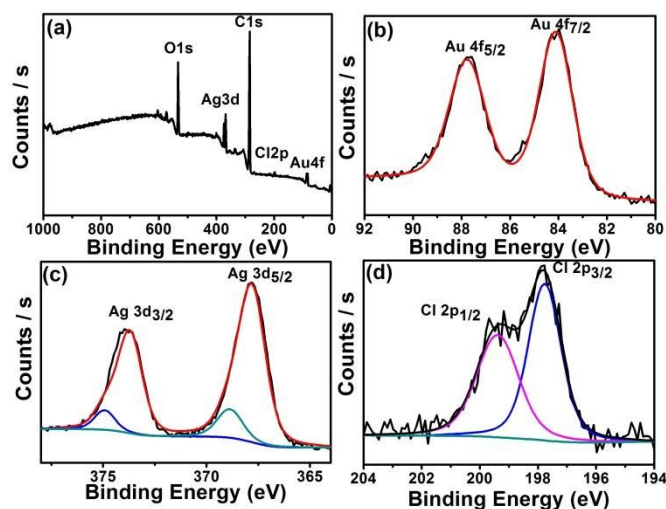 (a)
C1s
O1s
Ag3d
Cl2p
Au4f
Counts / s
1000 800 600 400 200 0
Binding Energy (eV)
(b)
Au 4f7/2
Au 4f5/2
Counts / s
92 90 88 86 84 82 80
Binding Energy (eV)
(c)
Ag 3d5/2
Ag 3d3/2
Counts / s
375 370 365
Binding Energy (eV)
(d)
Cl 2p3/2
Cl 2p1/2
Counts / s
204 202 200 198 196 194
Binding Energy (eV)